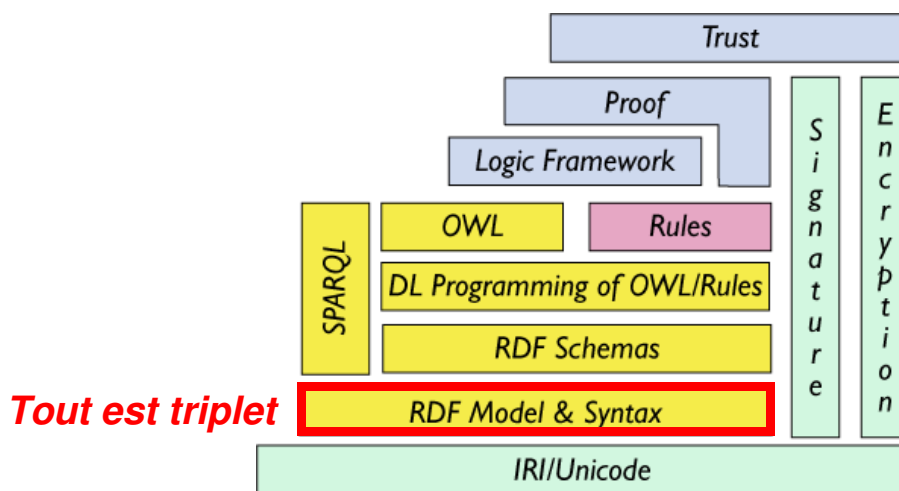 Trust
Proof
Logic Framework
Signature
Encryption
SPARQL
OWL
Rules
DL Programming of OWL/Rules
RDF Schemas
Tout est triplet
RDF Model & Syntax
IRI/Unicode